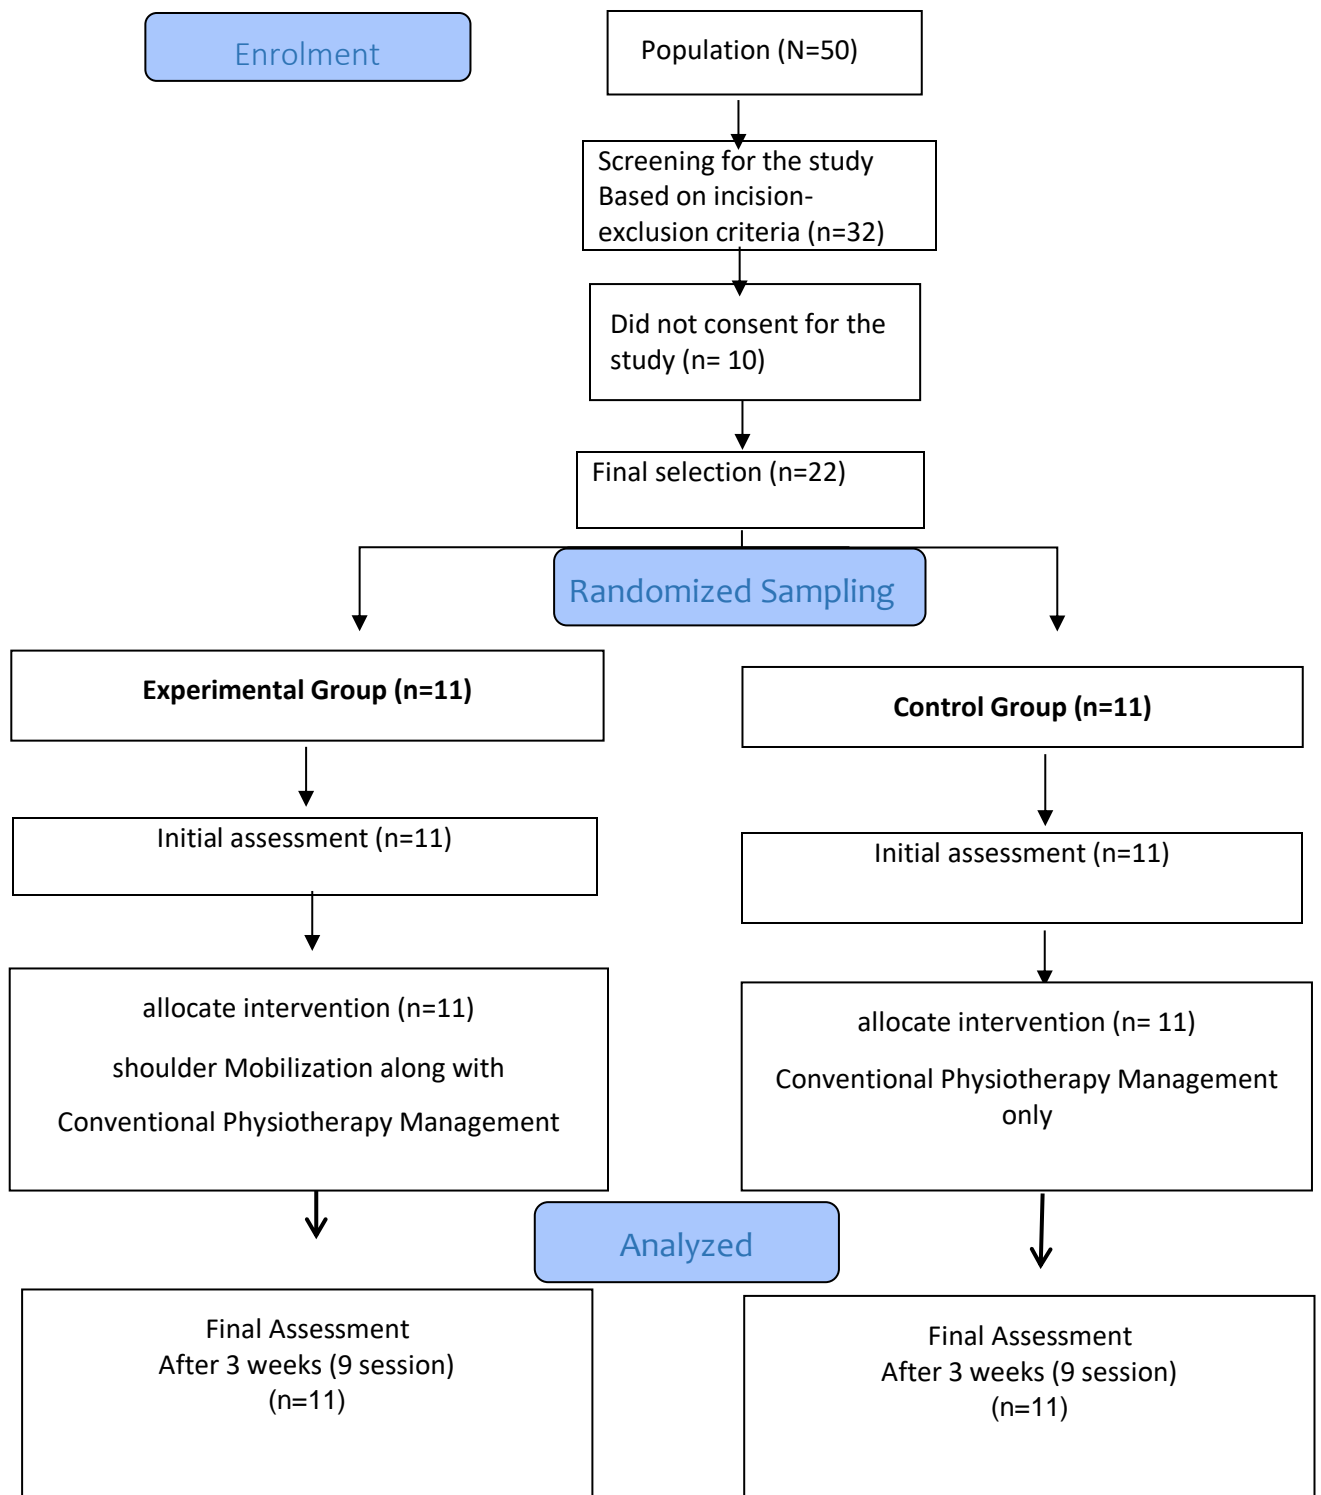 Enrolment
Population (N=50)
Screening for the study
Based on incision-
exclusion criteria (n=32)
Did not consent for the
study (n= 10)
Final selection (n=22)
Randomized Sampling
Experimental Group (n=11)
Control Group (n=11)
Initial assessment (n=11)
Initial assessment (n=11)
allocate intervention (n=11)
shoulder Mobilization along with
Conventional Physiotherapy Management
allocate intervention (n= 11)
Conventional Physiotherapy Management
only
Analyzed
Final Assessment
After 3 weeks (9 session)
(n=11)
Final Assessment
After 3 weeks (9 session)
(n=11)